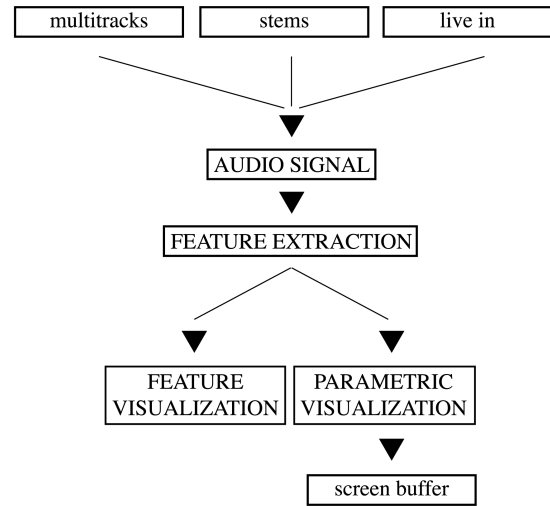 multitracks
stems
live in
AUDIO SIGNAL
FEATURE EXTRACTION
FEATURE
VISUALIZATION
PARAMETRIC
VISUALIZATION
screen buffer